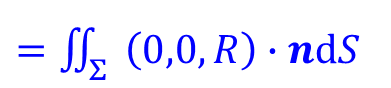 = ∬_Σ (0,0, R) · 𝒏dS